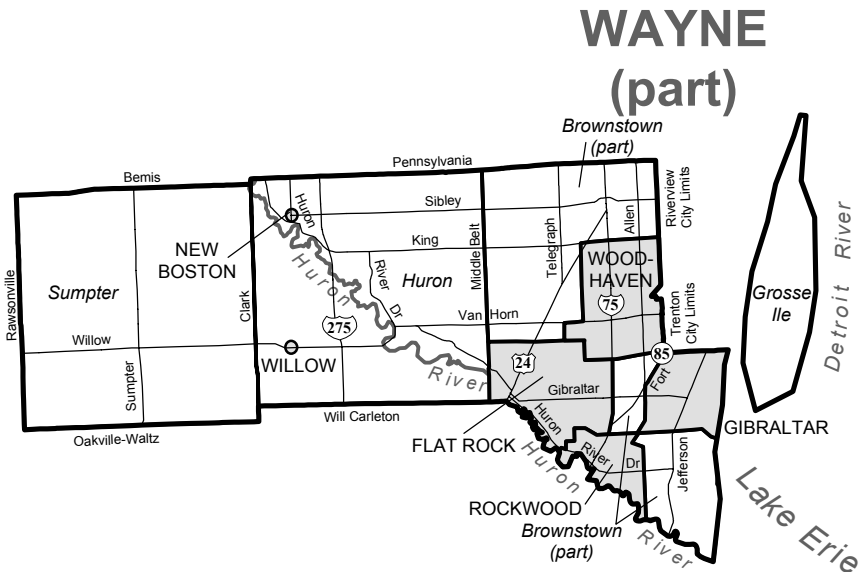 WAYNE
(part)
Brownstown
(part)
Pennsylvania
Bemis
Huron
Sibley
Riverview
City Limits
Allen
Telegraph
Middle Belt
King
NEW
BOSTON
WOOD-
HAVEN
Detroit River
Huron
River
Dr
Huron
Sumpter
Clark
Rawsonville
Grosse
Ile
75
Trenton
City Limits
275
Van Horn
Willow
WILLOW
85
24
River
Fort
Sumpter
Gibraltar
Will Carleton
Huron
GIBRALTAR
Oakville-Waltz
FLAT ROCK
Huron
River
Dr
Jefferson
Lake Erie
ROCKWOOD
Brownstown
(part)
River